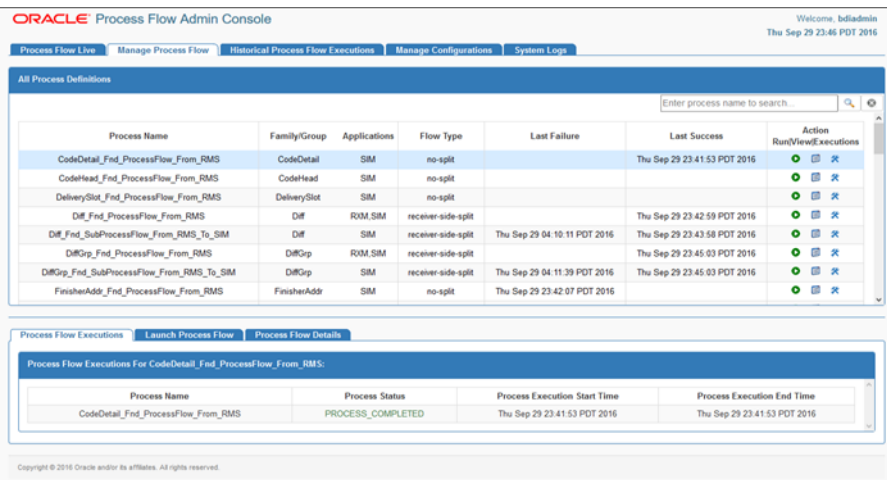 ORACLE Process Flow Admin Console
Welcome, bdiadmin
Thu Sep 29 23:46 PDT 2016
Process Flow Live Manage Process Flow Historical Process Flow Executions Manage Configurations System Logs
All Process Definitions
Enter process name to search...
Process Name Family/Group Applications Flow Type Last Failure Last Success Action
Run|View|Executions
CodeDetail_Fnd_ProcessFlow_From_RMS CodeDetail SIM no-split Thu Sep 29 23:41:53 PDT 2016
CodeHead_Fnd_ProcessFlow_From_RMS CodeHead SIM no-split
DeliverySlot_Fnd_ProcessFlow_From_RMS DeliverySlot SIM no-split
Diff_Fnd_ProcessFlow_From_RMS Diff RXM,SIM receiver-side-split Thu Sep 29 23:42:59 PDT 2016
Diff_Fnd_SubProcessFlow_From_RMS_To_SIM Diff SIM receiver-side-split Thu Sep 29 04:10:11 PDT 2016 Thu Sep 29 23:43:58 PDT 2016
DiffGrp_Fnd_ProcessFlow_From_RMS DiffGrp RXM,SIM receiver-side-split Thu Sep 29 23:45:03 PDT 2016
DiffGrp_Fnd_SubProcessFlow_From_RMS_To_SIM DiffGrp SIM receiver-side-split Thu Sep 29 04:11:39 PDT 2016 Thu Sep 29 23:45:03 PDT 2016
FinisherAddr_Fnd_ProcessFlow_From_RMS FinisherAddr SIM no-split Thu Sep 29 23:42:07 PDT 2016
Process Flow Executions Launch Process Flow Process Flow Details
Process Flow Executions For CodeDetail_Fnd_ProcessFlow_From_RMS:
Process Name Process Status Process Execution Start Time Process Execution End Time
CodeDetail_Fnd_ProcessFlow_From_RMS PROCESS_COMPLETED Thu Sep 29 23:41:53 PDT 2016 Thu Sep 29 23:41:53 PDT 2016
Copyright © 2016 Oracle and/or its affiliates. All rights reserved.